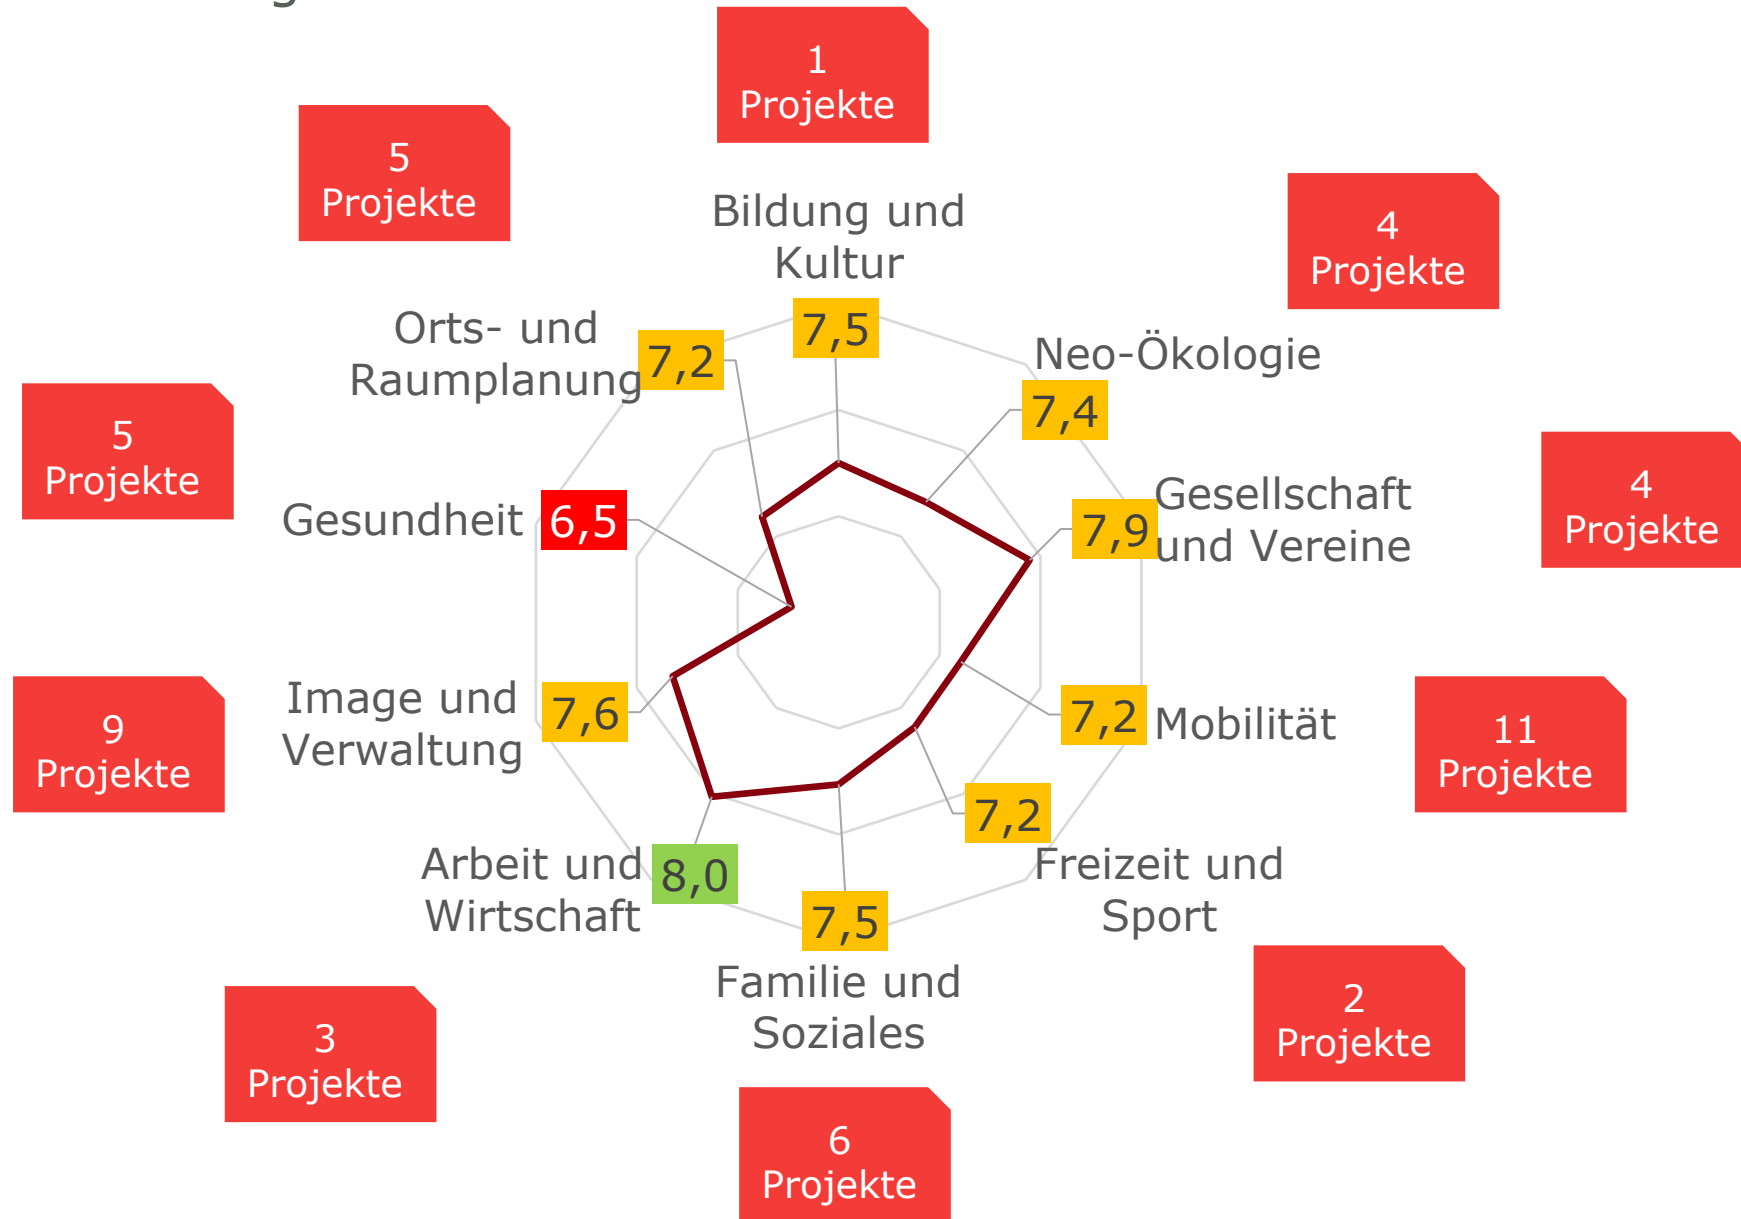 g
1
Projekte
5
Projekte
4
Projekte
Bildung und
Kultur
7,5
Orts- und
Raumplanung
7,2
Neo-Ökologie
7,4
5
Projekte
4
Projekte
Gesundheit
6,5
Gesellschaft
und Vereine
7,9
9
Projekte
Image und
Verwaltung
7,6
7,2
Mobilität
11
Projekte
Arbeit und
Wirtschaft
8,0
7,2
Freizeit und
Sport
7,5
Familie und
Soziales
3
Projekte
2
Projekte
6
Projekte